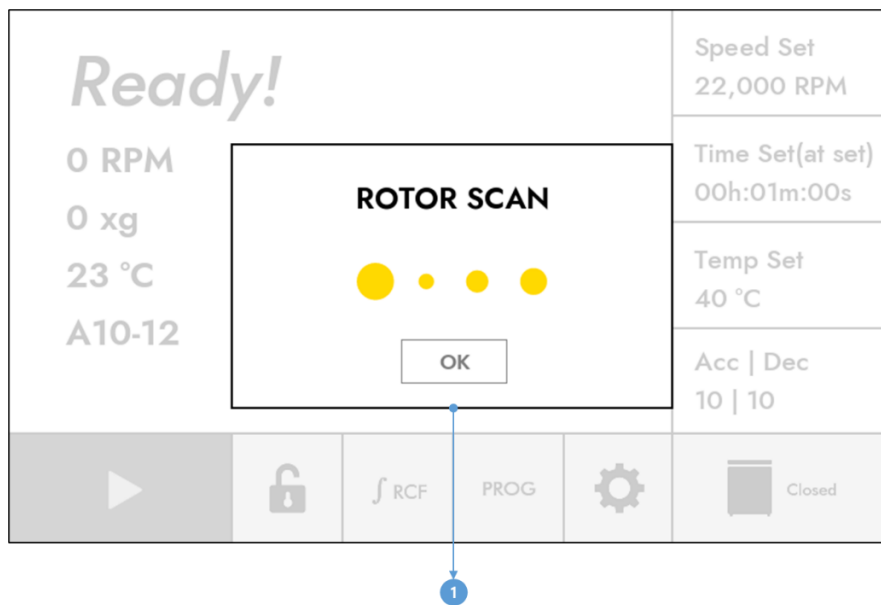 Ready!
0 RPM
0 xg
23 °C
A10-12
ROTOR SCAN
OK
Speed Set
22,000 RPM
Time Set(at set)
00h:01m:00s
Temp Set
40 °C
Acc | Dec
10 | 10
∫ RCF
PROG
Closed
1